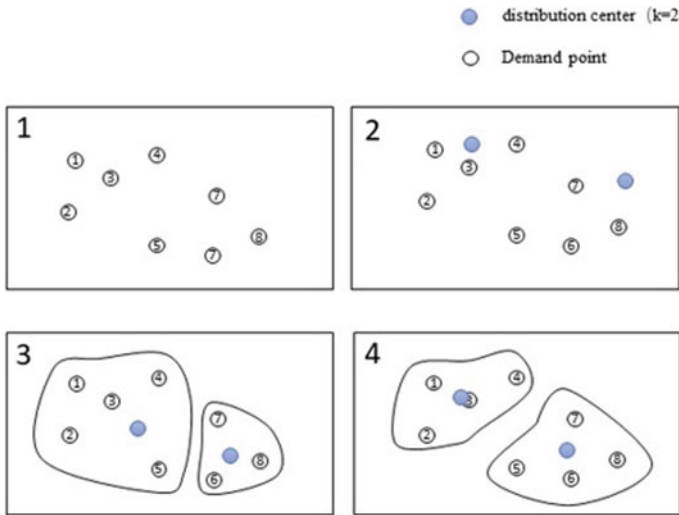 distribution center (k=2
Demand point
1
① ④
③
② ⑦
⑤ ⑦ ⑧
2
① ④
③
② ⑦
⑤ ⑥ ⑧
3
① ④
③
② ⑦
⑤ ⑥ ⑧
4
① ④
③
② ⑦
⑤ ⑥ ⑧